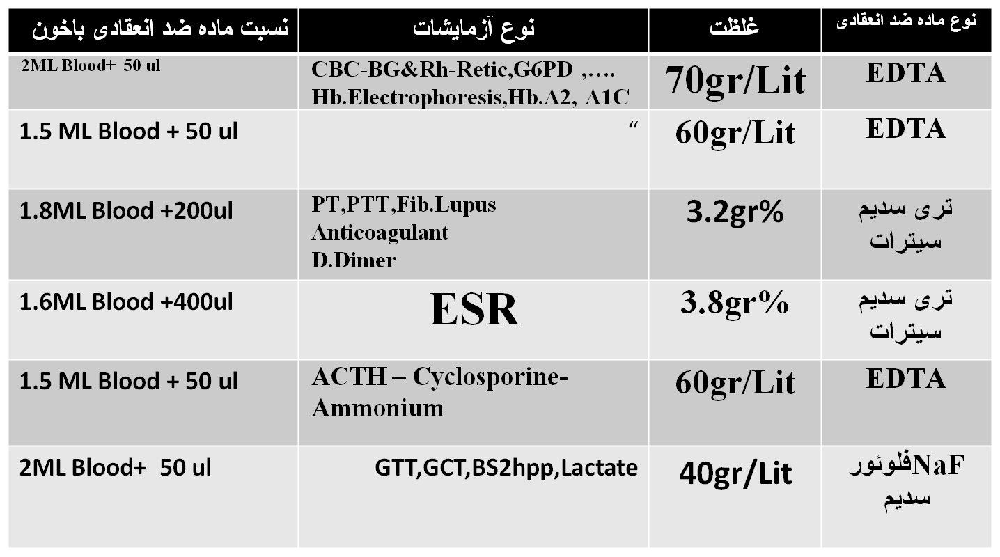 نوع ماده ضد انعقادی
غلظت
نوع آزمایشات
نسبت ماده ضد انعقادی باخون
EDTA
70gr/Lit
CBC-BG&Rh-Retic,G6PD ,….
Hb.Electrophoresis,Hb.A2, A1C
2ML Blood+ 50 ul
EDTA
60gr/Lit
“
1.5 ML Blood + 50 ul
تری سدیم
سیترات
3.2gr%
PT,PTT,Fib.Lupus
Anticoagulant
D.Dimer
1.8ML Blood +200ul
تری سدیم
سیترات
3.8gr%
ESR
1.6ML Blood +400ul
EDTA
60gr/Lit
ACTH – Cyclosporine-
Ammonium
1.5 ML Blood + 50 ul
NaFفلوئور
سدیم
40gr/Lit
GTT,GCT,BS2hpp,Lactate
2ML Blood+ 50 ul